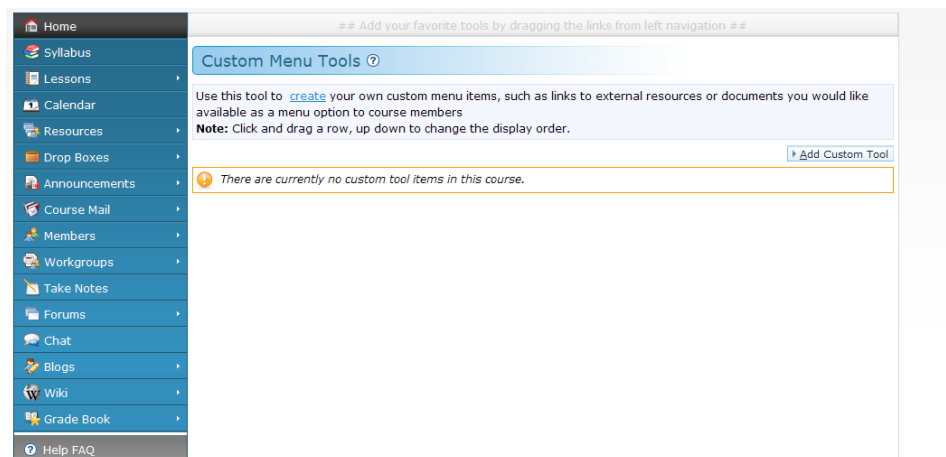 Home
Syllabus
Lessons
Calendar
Resources
Drop Boxes
Announcements
Course Mail
Members
Workgroups
Take Notes
Forums
Chat
Blogs
Wiki
Grade Book
Help FAQ
## Add your favorite tools by dragging the links from left navigation ##
Custom Menu Tools
Use this tool to create your own custom menu items, such as links to external resources or documents you would like
available as a menu option to course members
Note: Click and drag a row, up down to change the display order.
Add Custom Tool
There are currently no custom tool items in this course.